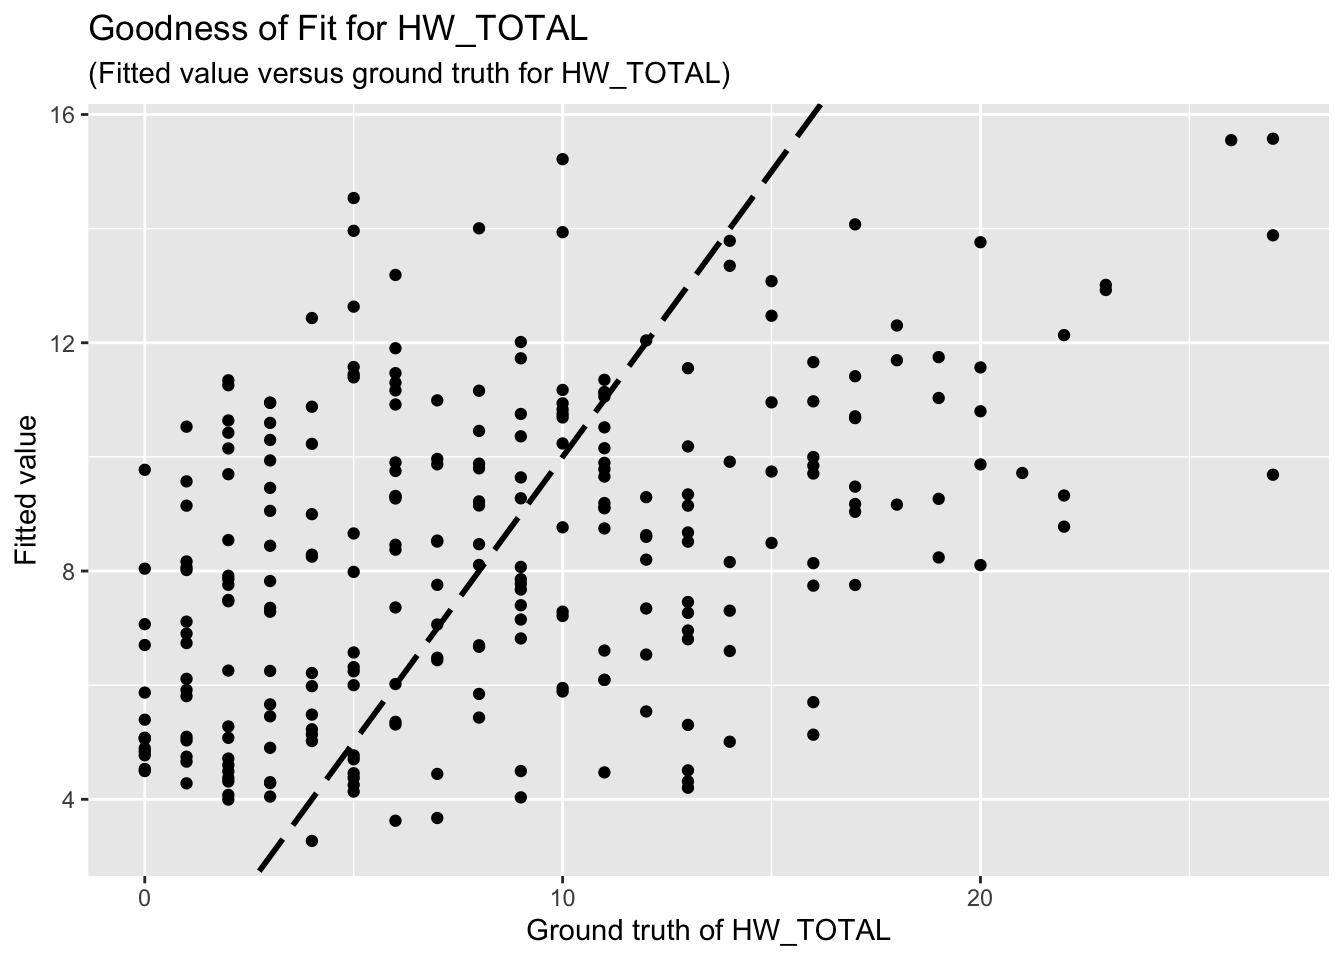 Goodness of Fit for HW_TOTAL
(Fitted value versus ground truth for HW_TOTAL)
16
12
8
4
Fitted value
0 10 20
Ground truth of HW_TOTAL